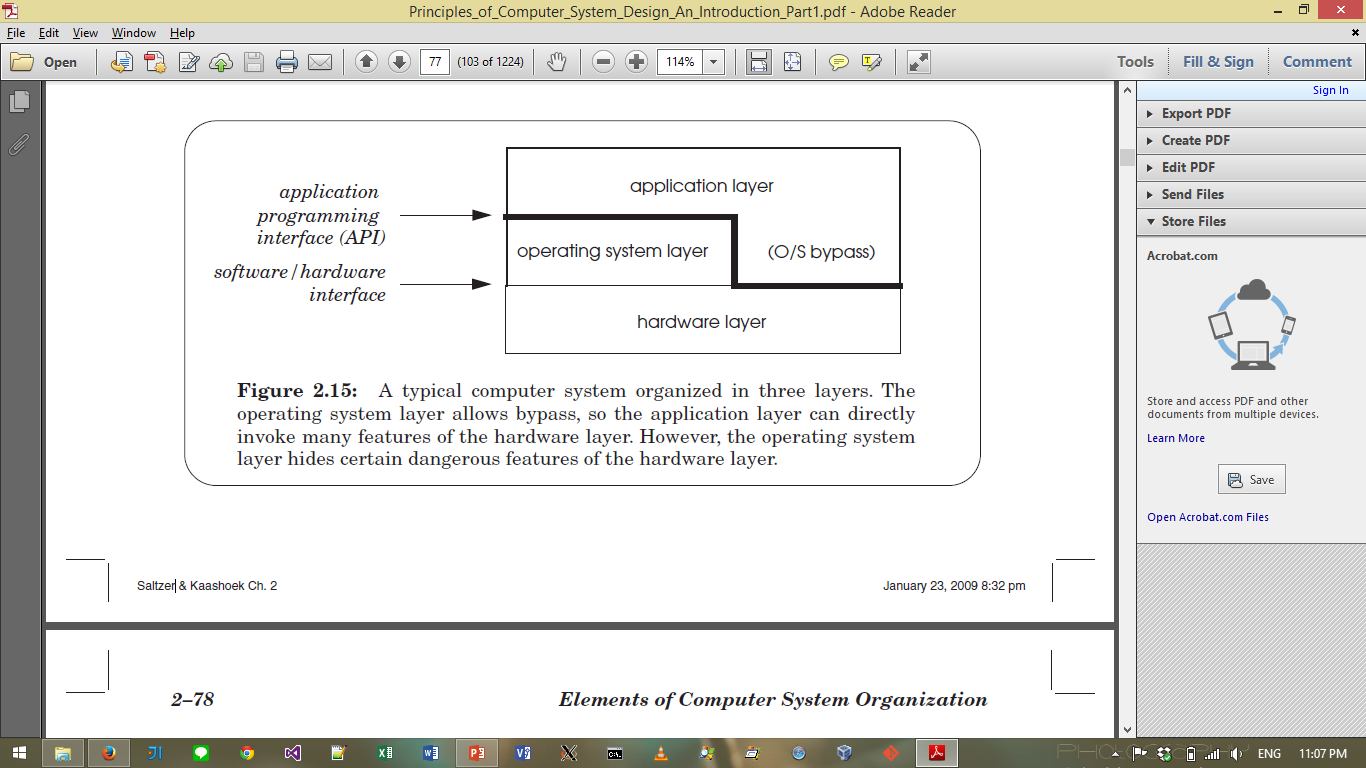 Principles_of_Computer_System_Design_An_Introduction_Part1.pdf - Adobe Reader
File Edit View Window Help
Open 77 (103 of 1224) 114% Tools Fill & Sign Comment
Sign In
Export PDF
Create PDF
Edit PDF
Send Files
Store Files
Acrobat.com
Store and access PDF and other
documents from multiple devices.
Learn More
Save
Open Acrobat.com Files
application
programming
interface (API)
software/hardware
interface
application layer
operating system layer
(O/S bypass)
hardware layer
Figure 2.15: A typical computer system organized in three layers. The
operating system layer allows bypass, so the application layer can directly
invoke many features of the hardware layer. However, the operating system
layer hides certain dangerous features of the hardware layer.
Saltzer & Kaashoek Ch. 2 January 23, 2009 8:32 pm
2–78 Elements of Computer System Organization
ENG 11:07 PM